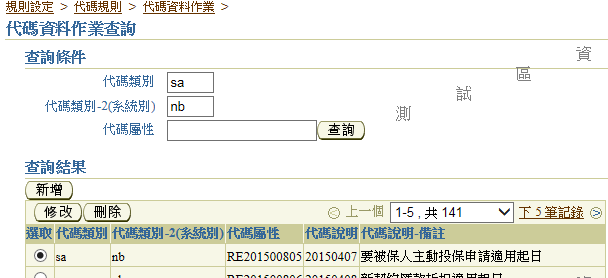 規則設定 > 代碼規則 > 代碼資料作業 >
代碼資料作業查詢
查詢條件
代碼類別 sa
代碼類別-2(系統別) nb
代碼屬性 查詢
測 試 區 資
查詢結果
新增
修改 刪除 上一個 1-5 , 共 141 下 5 筆記錄
選取 代碼類別 代碼類別-2(系統別) 代碼屬性 代碼說明 代碼說明-備註
sa nb RE201500805 20150407 要被保人主動投保申請適用起日